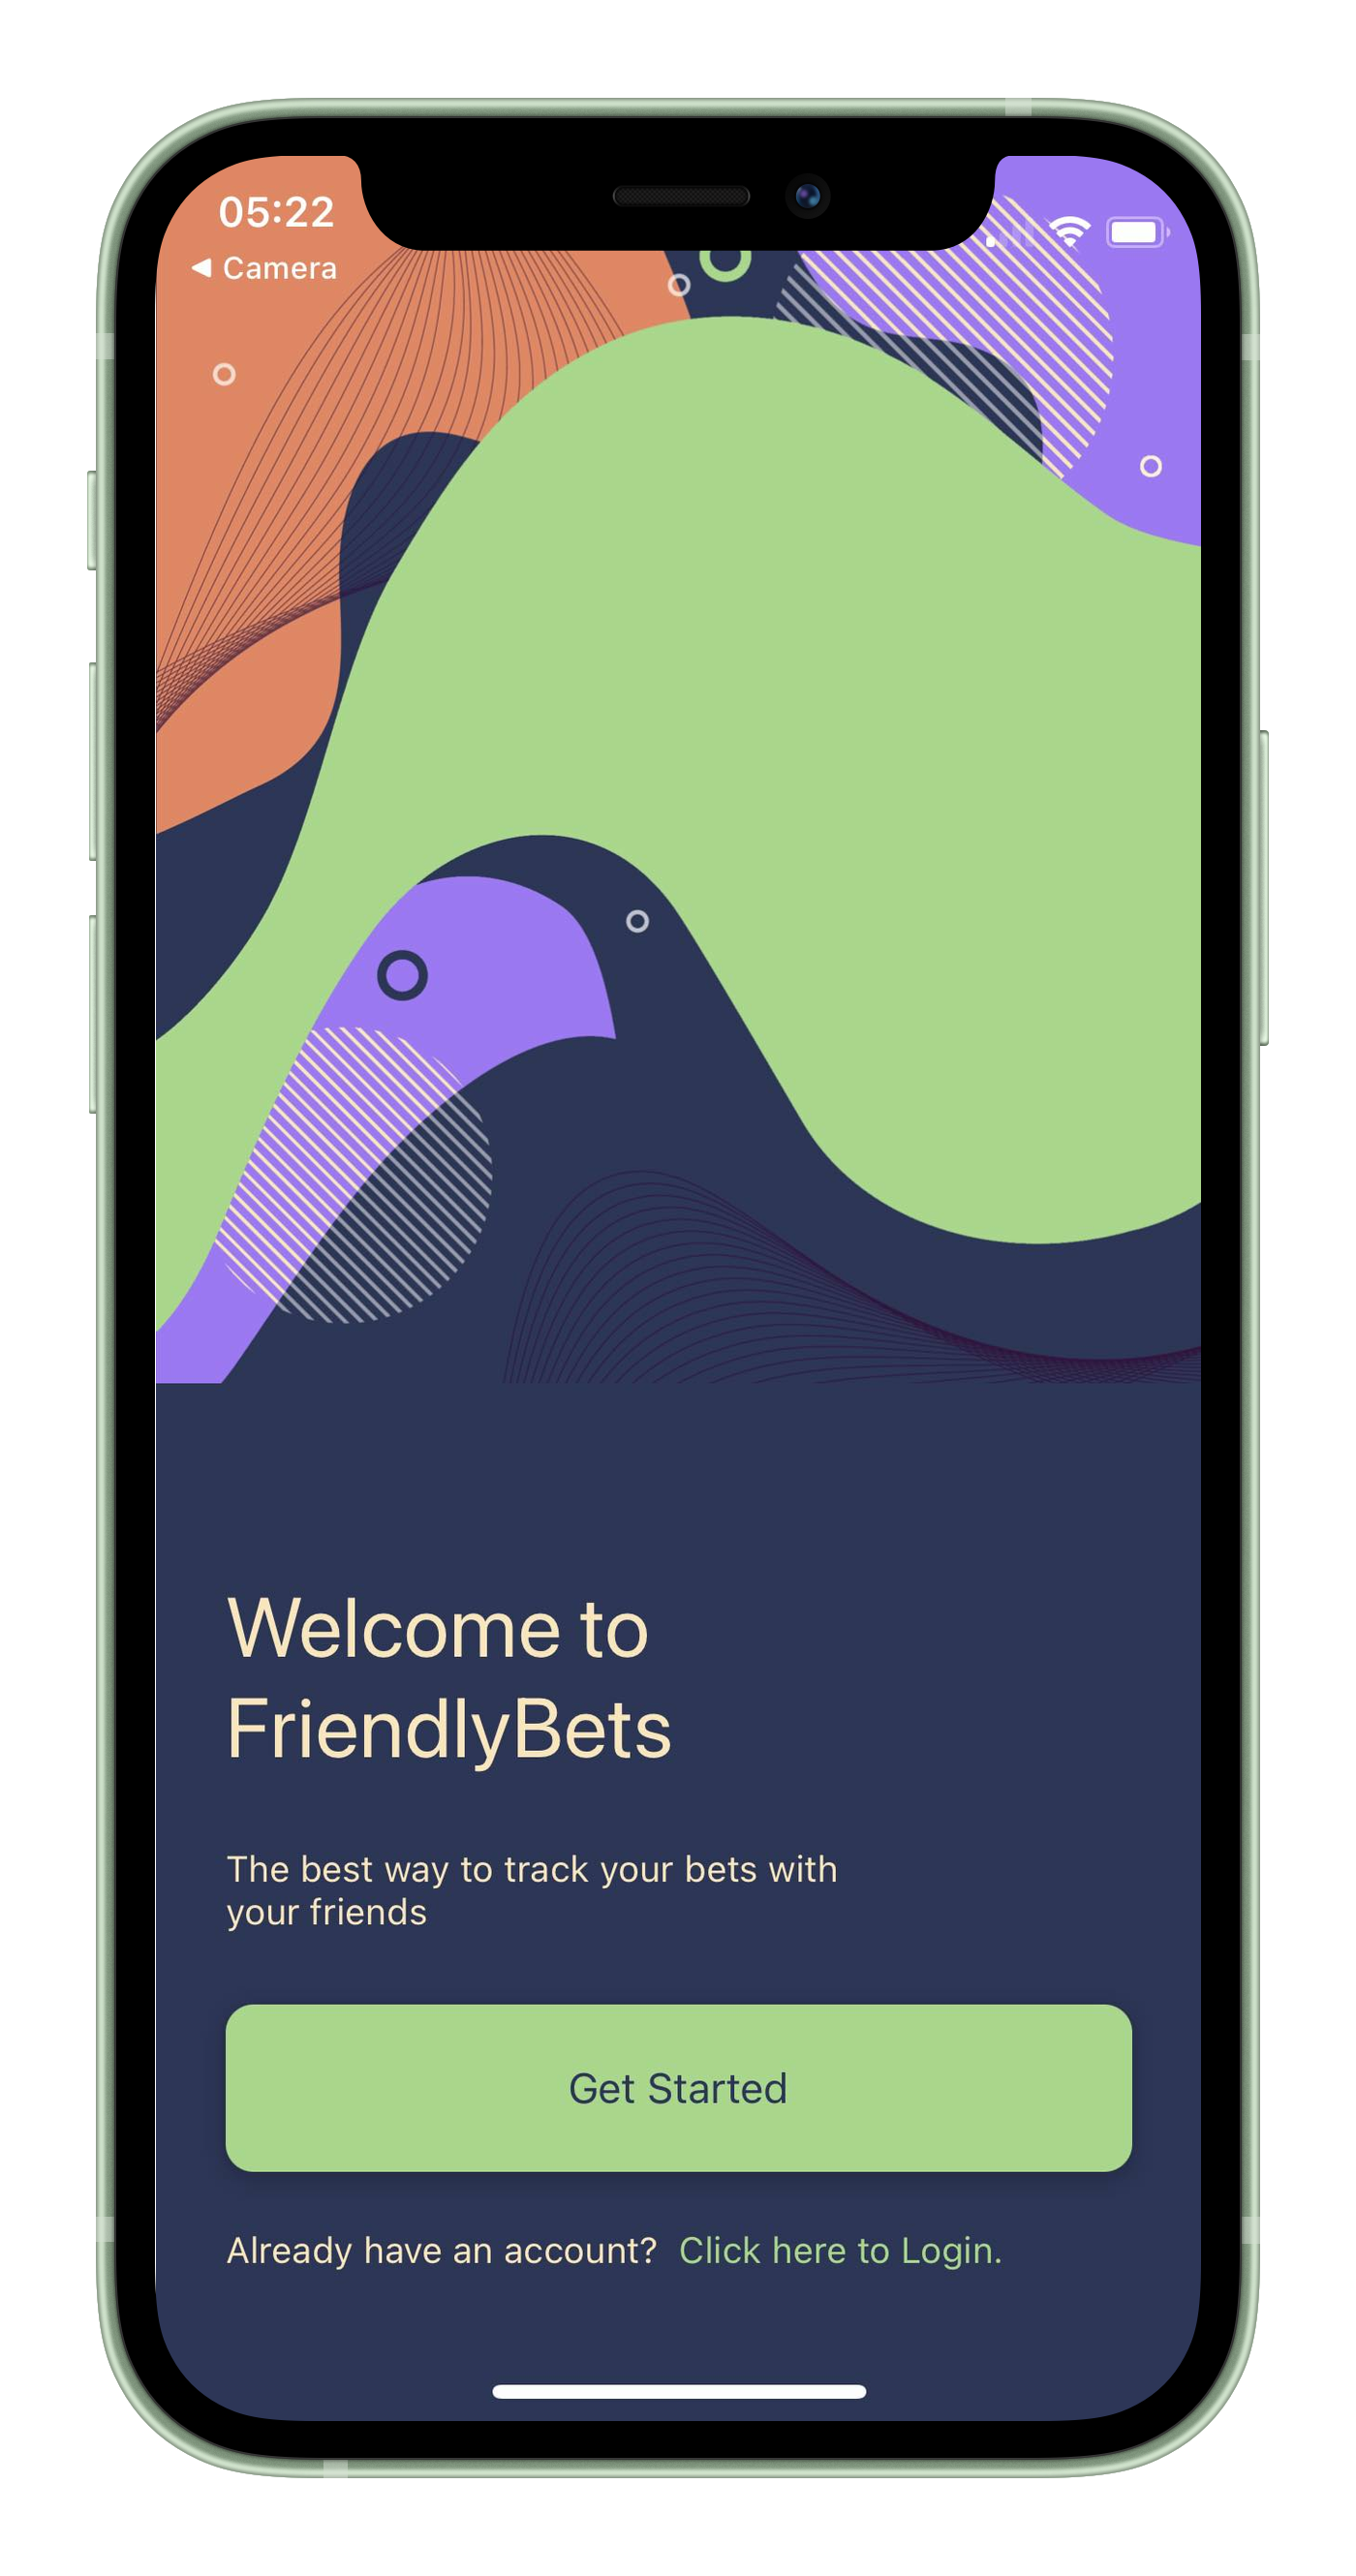 05:22
◀ Camera
Welcome to
FriendlyBets
The best way to track your bets with
your friends
Get Started
Already have an account? Click here to Login.